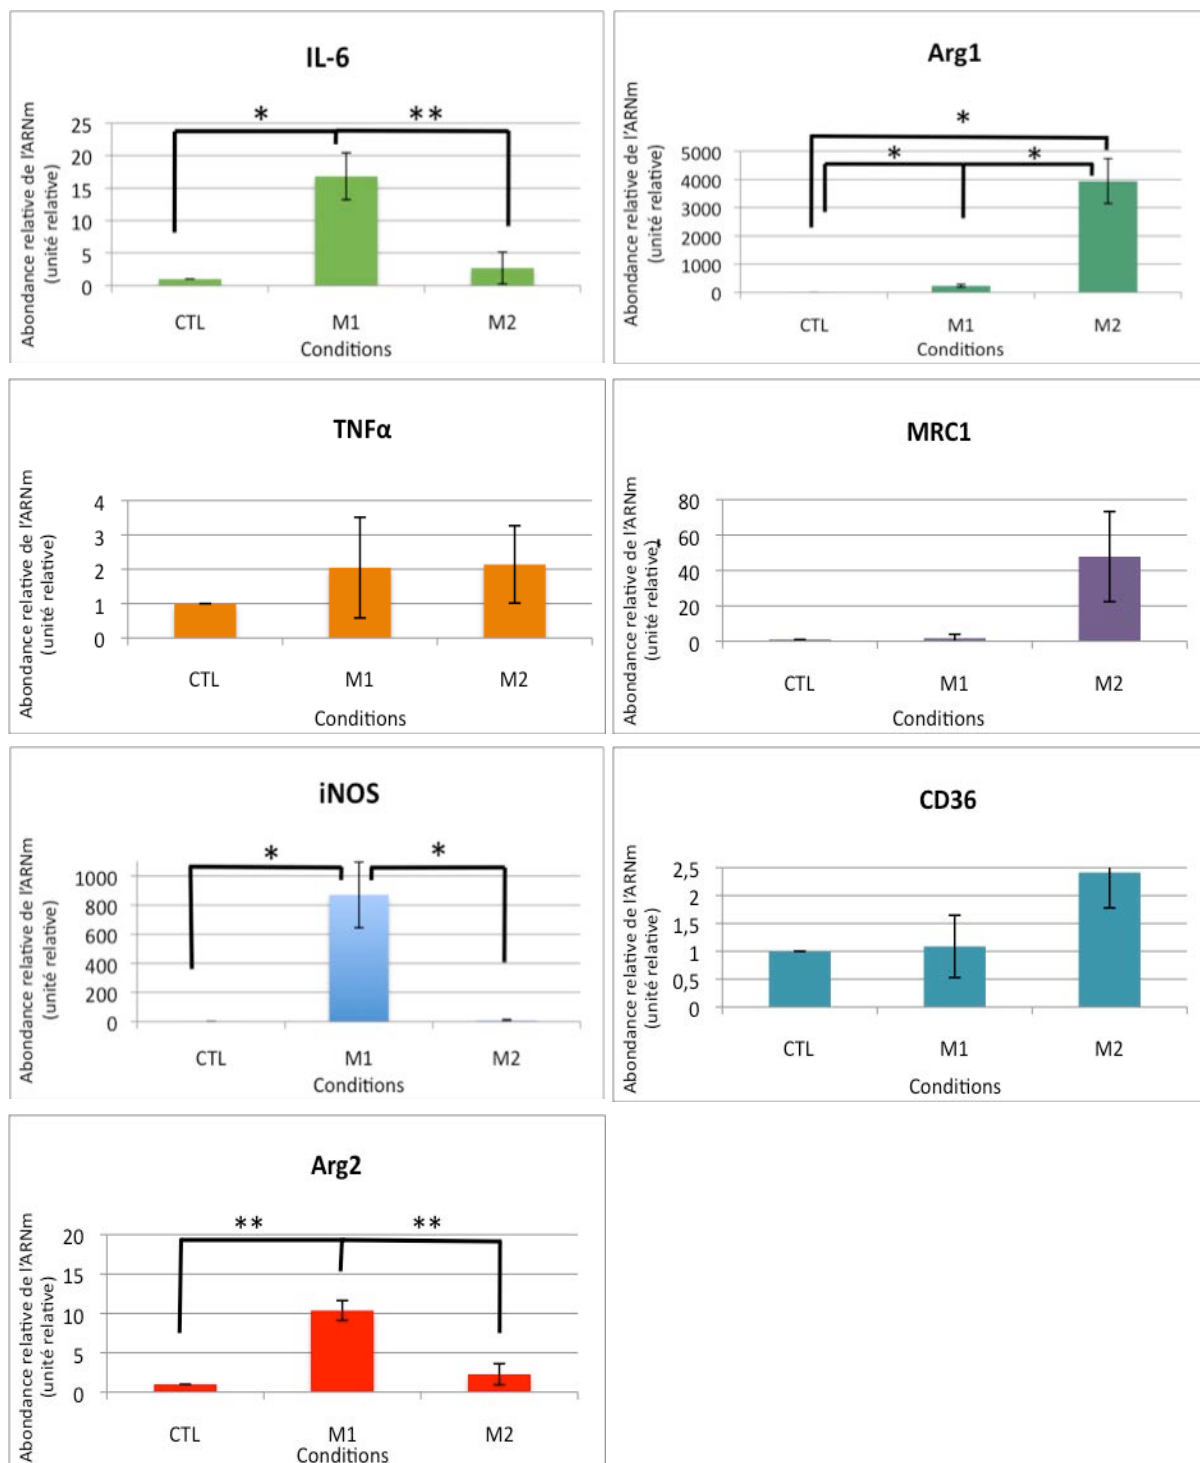 IL-6
Abondance relative de l'ARNm
(unité relative)
25
20
15
10
5
0
*
**
CTL
M1
M2
Conditions
Arg1
Abondance relative de l'ARNm
(unité relative)
5000
4000
3000
2000
1000
0
*
*
*
CTL
M1
M2
Conditions
TNFα
Abondance relative de l'ARNm
(unité relative)
4
3
2
1
0
CTL
M1
M2
Conditions
MRC1
Abondance relative de l'ARNm
(unité relative)
80
60
40
20
0
CTL
M1
M2
Conditions
iNOS
Abondance relative de l'ARNm
(unité relative)
1000
800
600
400
200
0
*
*
CTL
M1
M2
Conditions
CD36
Abondance relative de l'ARNm
(unité relative)
2,5
2
1,5
1
0,5
0
CTL
M1
M2
Conditions
Arg2
Abondance relative de l'ARNm
(unité relative)
20
15
10
5
0
**
**
CTL
M1
M2
Conditions